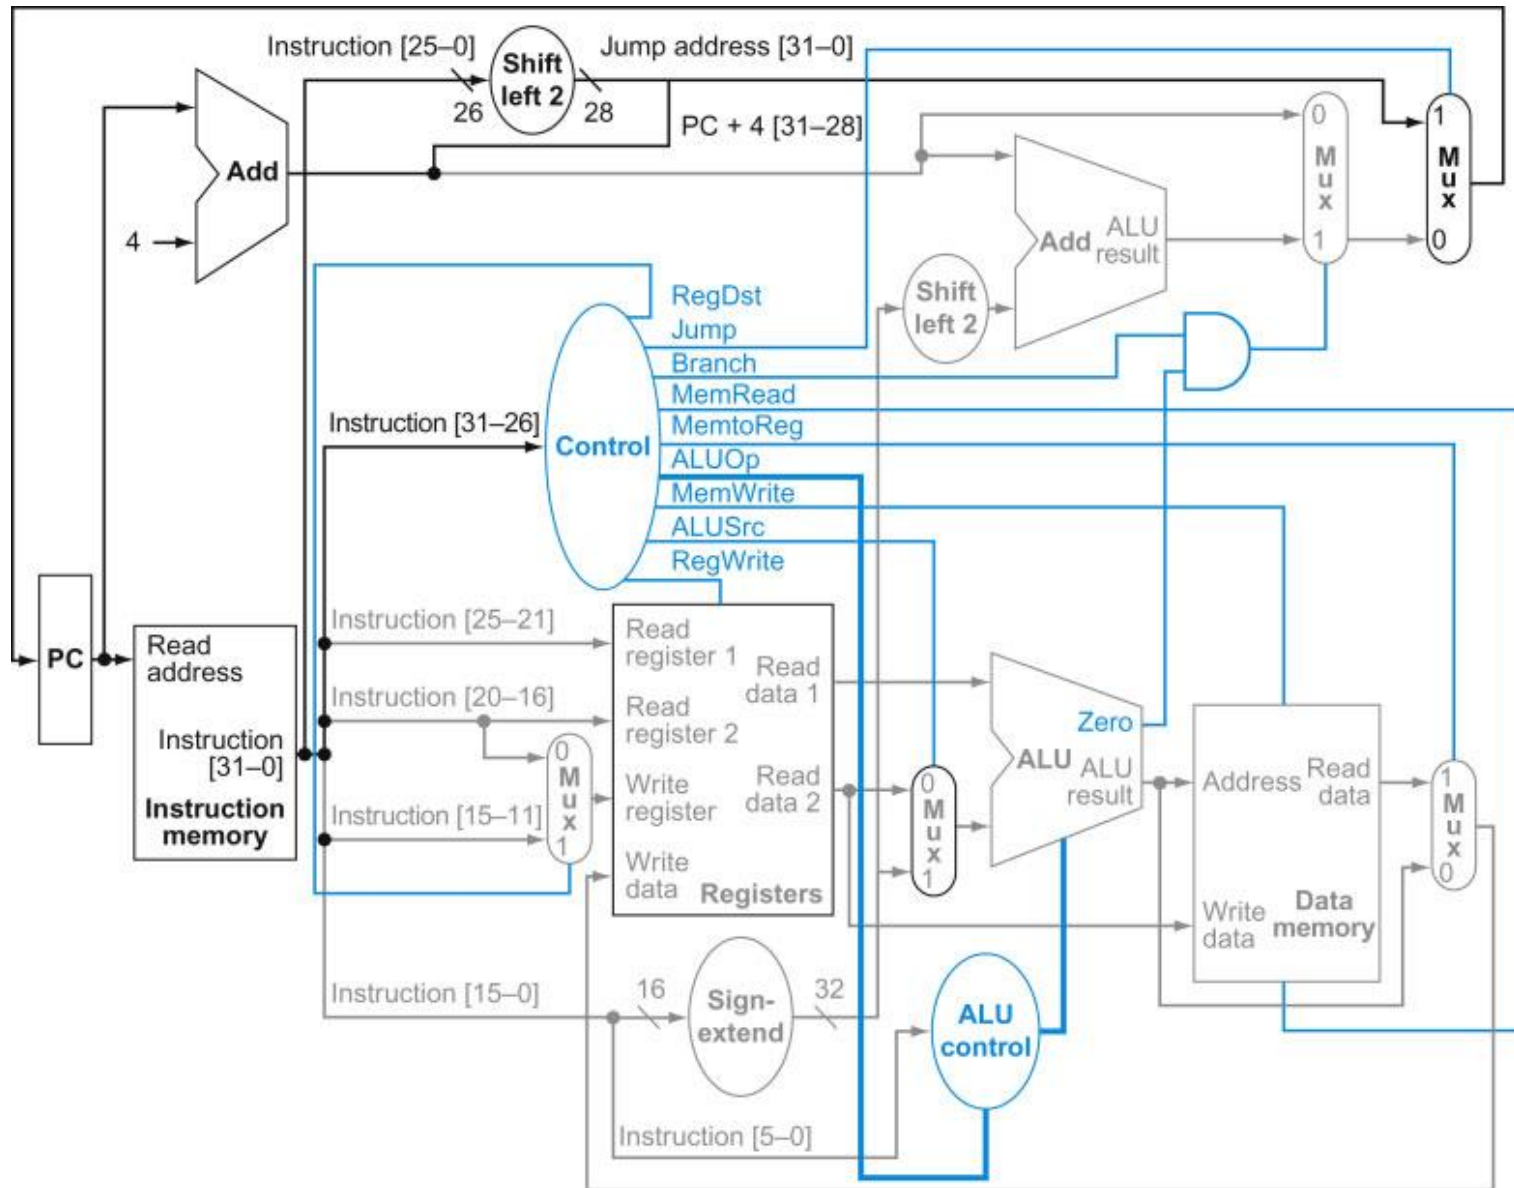 Instruction [25–0]
Shift
left 2
Jump address [31–0]
26
28
PC + 4 [31–28]
Add
4
0
M
u
x
1
1
M
u
x
0
Add
ALU
result
Shift
left 2
RegDst
Jump
Branch
MemRead
MemtoReg
ALUOp
MemWrite
ALUSrc
RegWrite
Instruction [31–26]
Control
PC
Read
address
Instruction
[31–0]
Instruction
memory
Instruction [25–21]
Instruction [20–16]
Instruction [15–11]
0
M
u
x
1
Read
register 1
Read
register 2
Write
register
Write
data
Read
data 1
Read
data 2
Registers
0
M
u
x
1
Zero
ALU
ALU
result
Address
Read
data
Write
data
Data
memory
1
M
u
x
0
Instruction [15–0]
16
Sign-
extend
32
ALU
control
Instruction [5–0]